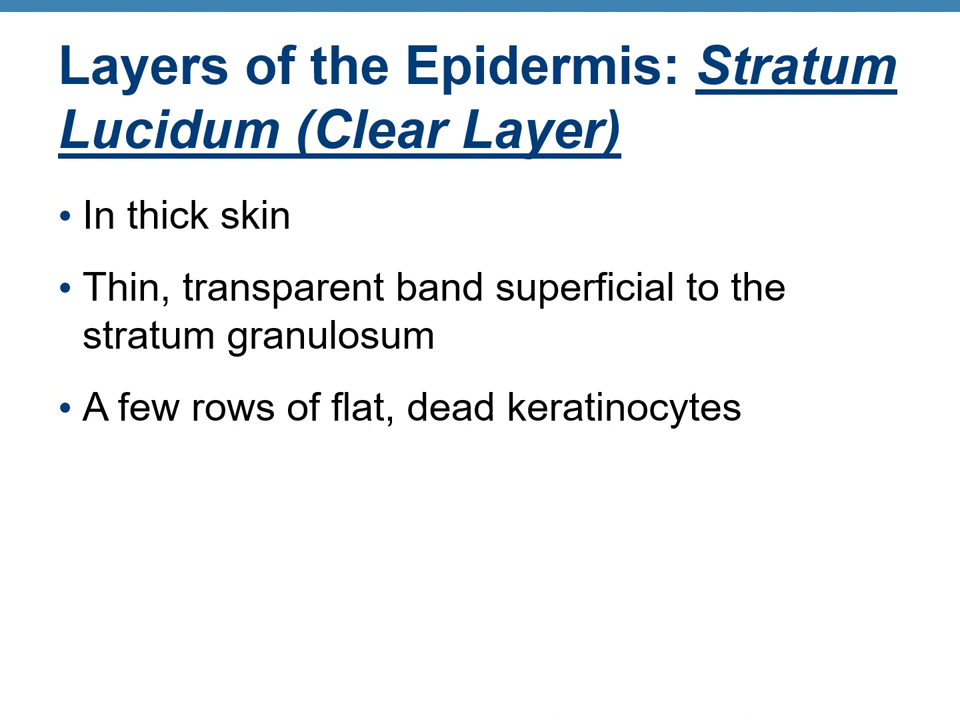 Layers of the Epidermis: Stratum
Lucidum (Clear Layer)
• In thick skin
• Thin, transparent band superficial to the
stratum granulosum
• A few rows of flat, dead keratinocytes